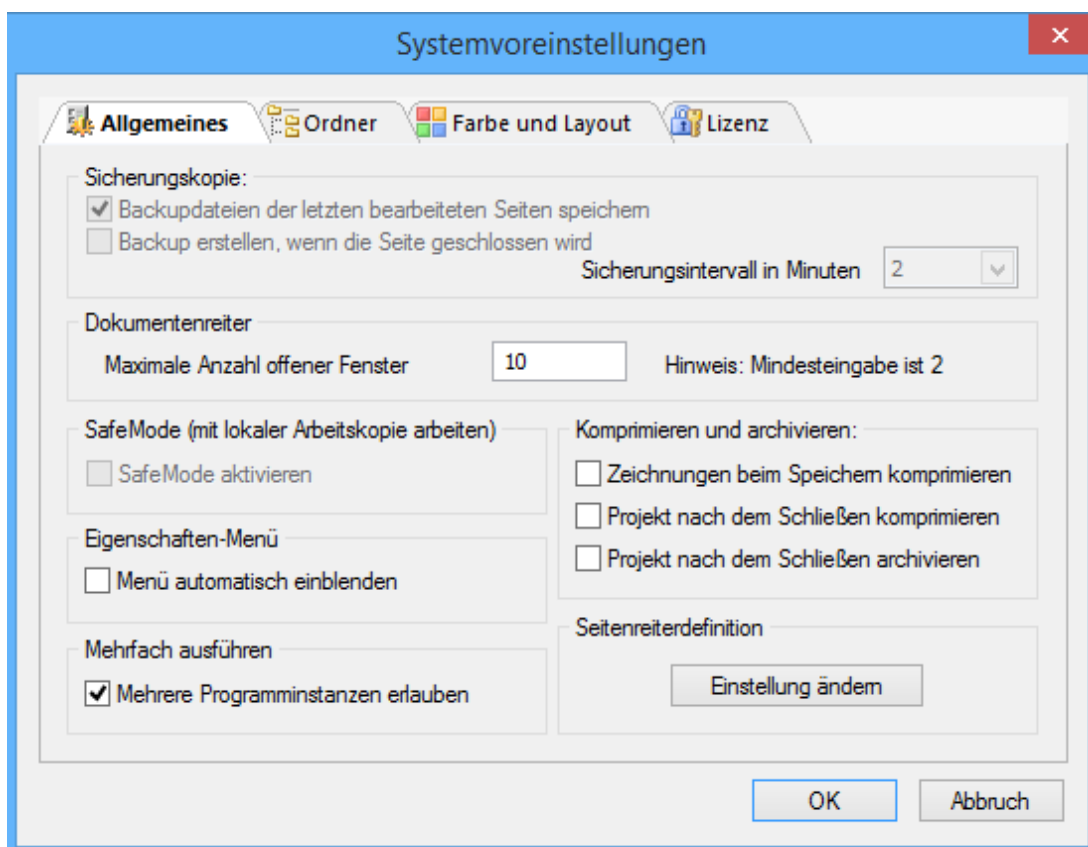 Systemvoreinstellungen
Allgemeines
Ordner
Farbe und Layout
Lizenz
Sicherungskopie:
Backupdateien der letzten bearbeiteten Seiten speichern
Backup erstellen, wenn die Seite geschlossen wird
Sicherungsintervall in Minuten 2
Dokumentenreiter
Maximale Anzahl offener Fenster 10 Hinweis: Mindesteingabe ist 2
SafeMode (mit lokaler Arbeitskopie arbeiten)
SafeMode aktivieren
Eigenschaften-Menü
Menü automatisch einblenden
Mehrfach ausführen
Mehrere Programminstanzen erlauben
Komprimieren und archivieren:
Zeichnungen beim Speichern komprimieren
Projekt nach dem Schließen komprimieren
Projekt nach dem Schließen archivieren
Seitenreiterdefinition
Einstellung ändern
OK
Abbruch